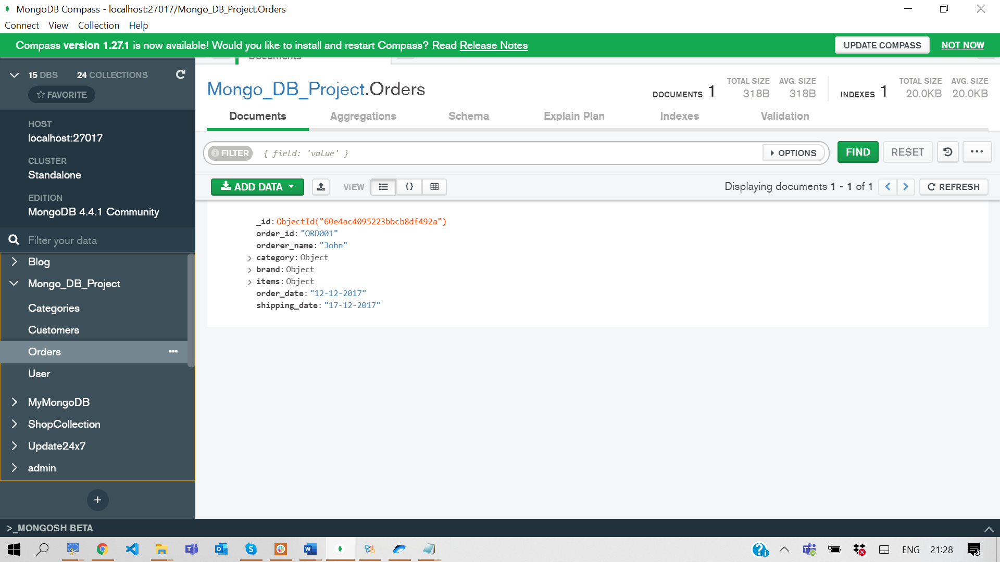 MongoDB Compass - localhost:27017/Mongo_DB_Project.Orders
Connect View Collection Help
Compass version 1.27.1 is now available! Would you like to install and restart Compass? Read Release Notes
UPDATE COMPASS NOT NOW
15 DBS 24 COLLECTIONS
FAVORITE
HOST
localhost:27017
CLUSTER
Standalone
EDITION
MongoDB 4.4.1 Community
Filter your data
Blog
Mongo_DB_Project
Categories
Customers
Orders
User
MyMongoDB
ShopCollection
Update24x7
admin
+
Documents
Mongo_DB_Project.Orders
DOCUMENTS 1 TOTAL SIZE 318B AVG. SIZE 318B
INDEXES 1 TOTAL SIZE 20.0KB AVG. SIZE 20.0KB
Documents Aggregations Schema Explain Plan Indexes Validation
FILTER { field: 'value' } OPTIONS FIND RESET ...
ADD DATA VIEW {} Displaying documents 1 - 1 of 1 < > REFRESH
_id: ObjectId("60e4ac4095223bbcb8df492a")
order_id: "ORD001"
orderer_name: "John"
category: Object
brand: Object
items: Object
order_date: "12-12-2017"
shipping_date: "17-12-2017"
>_MONGOSH BETA
ENG 21:28